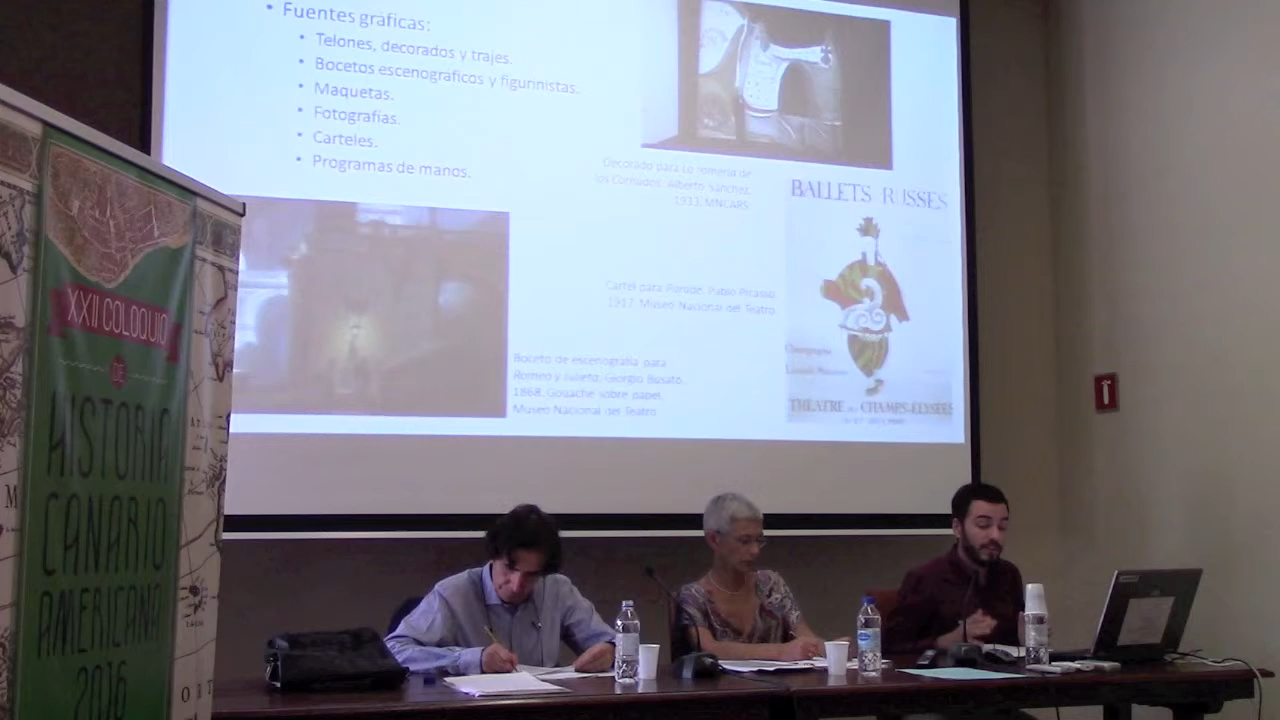 • Fuentes gráficas:
• Telones, decorados y trajes.
• Bocetos escenográficos y figurinistas.
• Maquetas.
• Fotografías.
• Carteles.
• Programas de manos.
Decorado para La romería de
los Cornudos. Alberto Sánchez.
1933. MNCARS.
BALLETS RUSSES
Cartel para Parade. Pablo Picasso.
1917. Museo Nacional del Teatro.
Boceto de escenografía para
Romeo y Julieta. Giorgio Busato.
1868. Gouache sobre papel.
Museo Nacional del Teatro
THEATRE DES CHAMPS-ELYSEES
XXII COLOQUIO
DE
HISTORIA
CANARIO
AMERICANA
2016